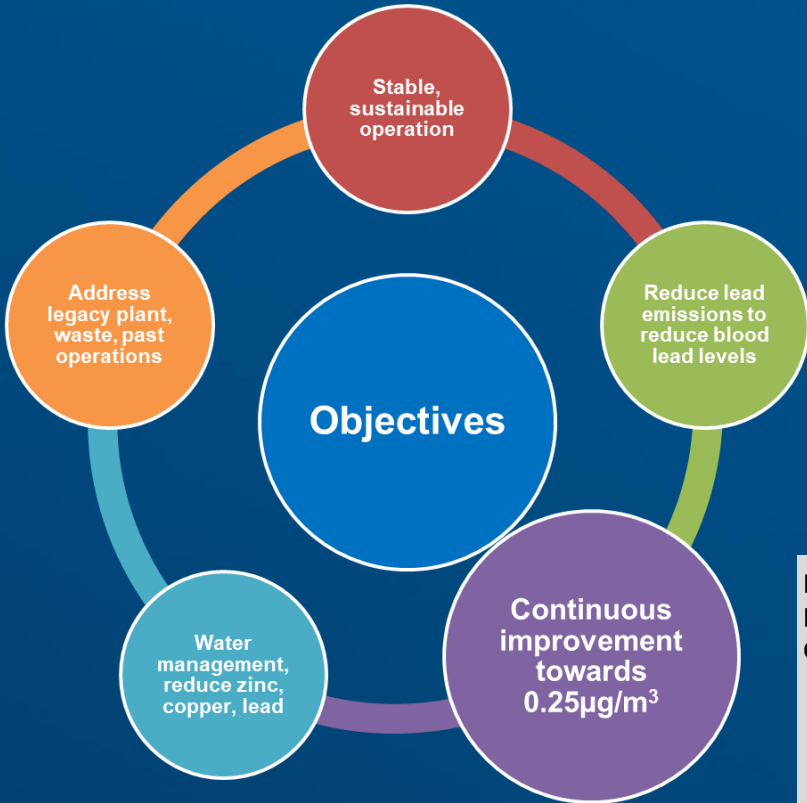 Stable,
sustainable
operation
Address
legacy plant,
waste, past
operations
Reduce lead
emissions to
reduce blood
lead levels
Objectives
Continuous
improvement
towards
0.25µg/m³
Water
management,
reduce zinc,
copper, lead